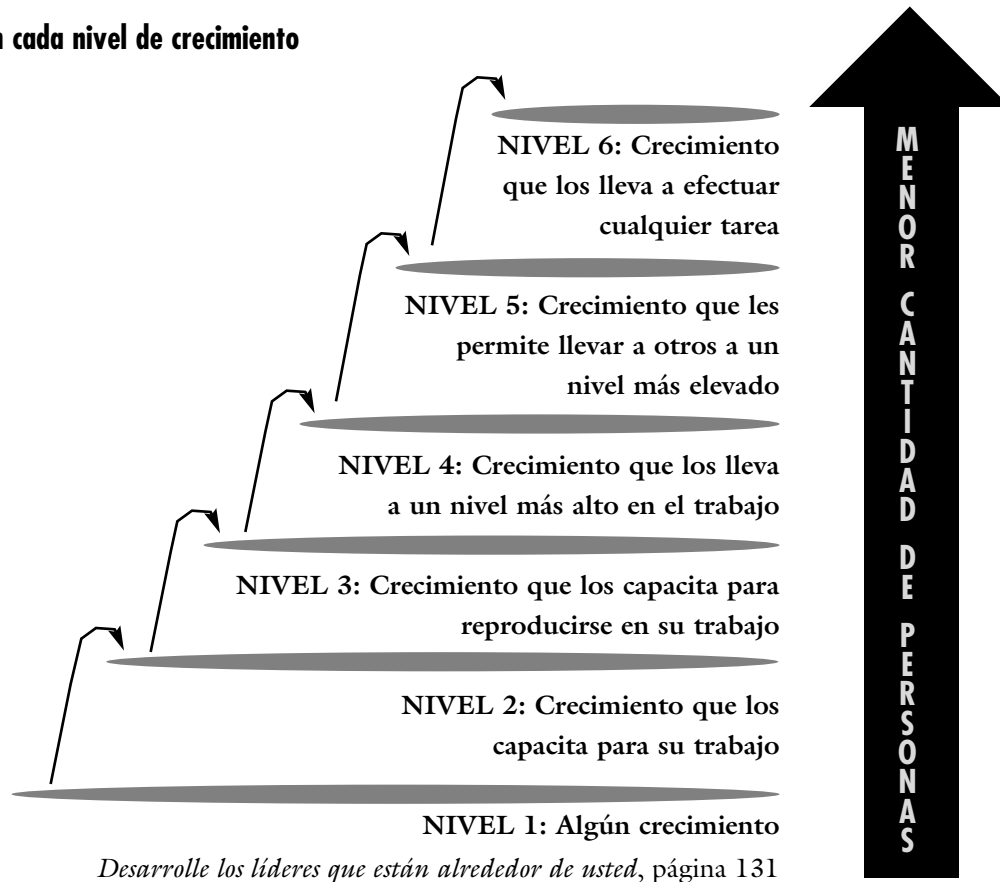 cada nivel de crecimiento
NIVEL 6: Crecimiento
que los lleva a efectuar
cualquier tarea
NIVEL 5: Crecimiento que les
permite llevar a otros a un
nivel más elevado
NIVEL 4: Crecimiento que los lleva
a un nivel más alto en el trabajo
NIVEL 3: Crecimiento que los capacita para
reproducirse en su trabajo
NIVEL 2: Crecimiento que los
capacita para su trabajo
NIVEL 1: Algún crecimiento
Desarrolle los líderes que están alrededor de usted, página 131
MENOR CANTIDAD DE PERSONAS